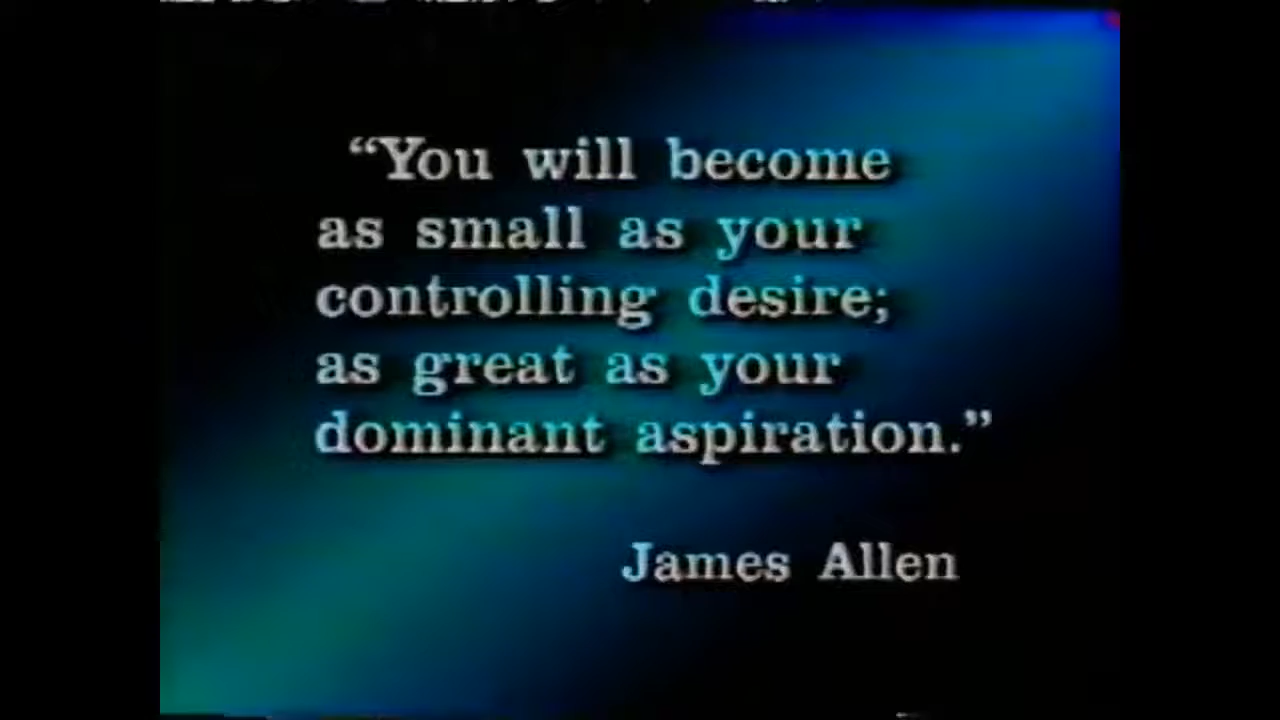 “You will become
as small as your
controlling desire;
as great as your
dominant aspiration.”
James Allen